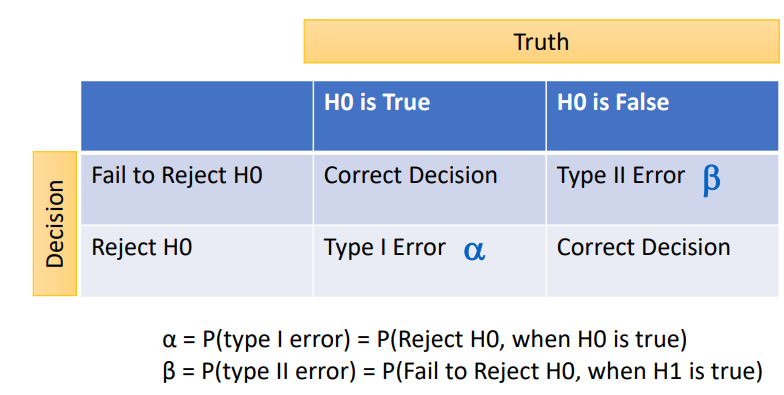 Truth
H0 is True H0 is False
Decision
Fail to Reject H0 Correct Decision Type II Error β
Reject H0 Type I Error α Correct Decision
α = P(type I error) = P(Reject H0, when H0 is true)
β = P(type II error) = P(Fail to Reject H0, when H1 is true)